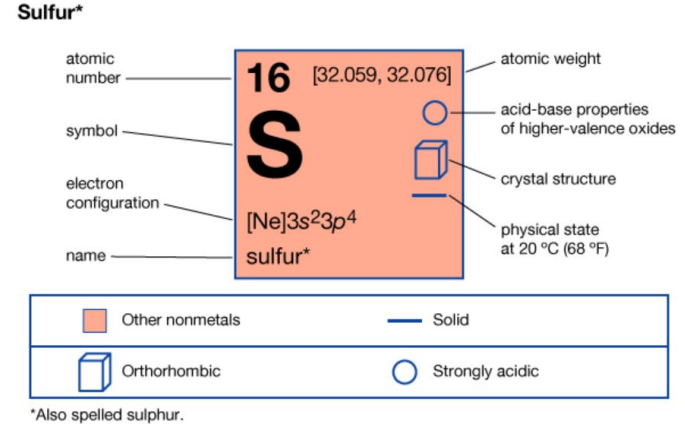 Sulfur*
atomic
number
16 [32.059, 32.076]
atomic weight
symbol
S
acid-base properties
of higher-valence oxides
crystal structure
electron
configuration
[Ne]3s²3p⁴
physical state
at 20 ºC (68 ºF)
name
sulfur*
Other nonmetals
Solid
Orthorhombic
Strongly acidic
*Also spelled sulphur.